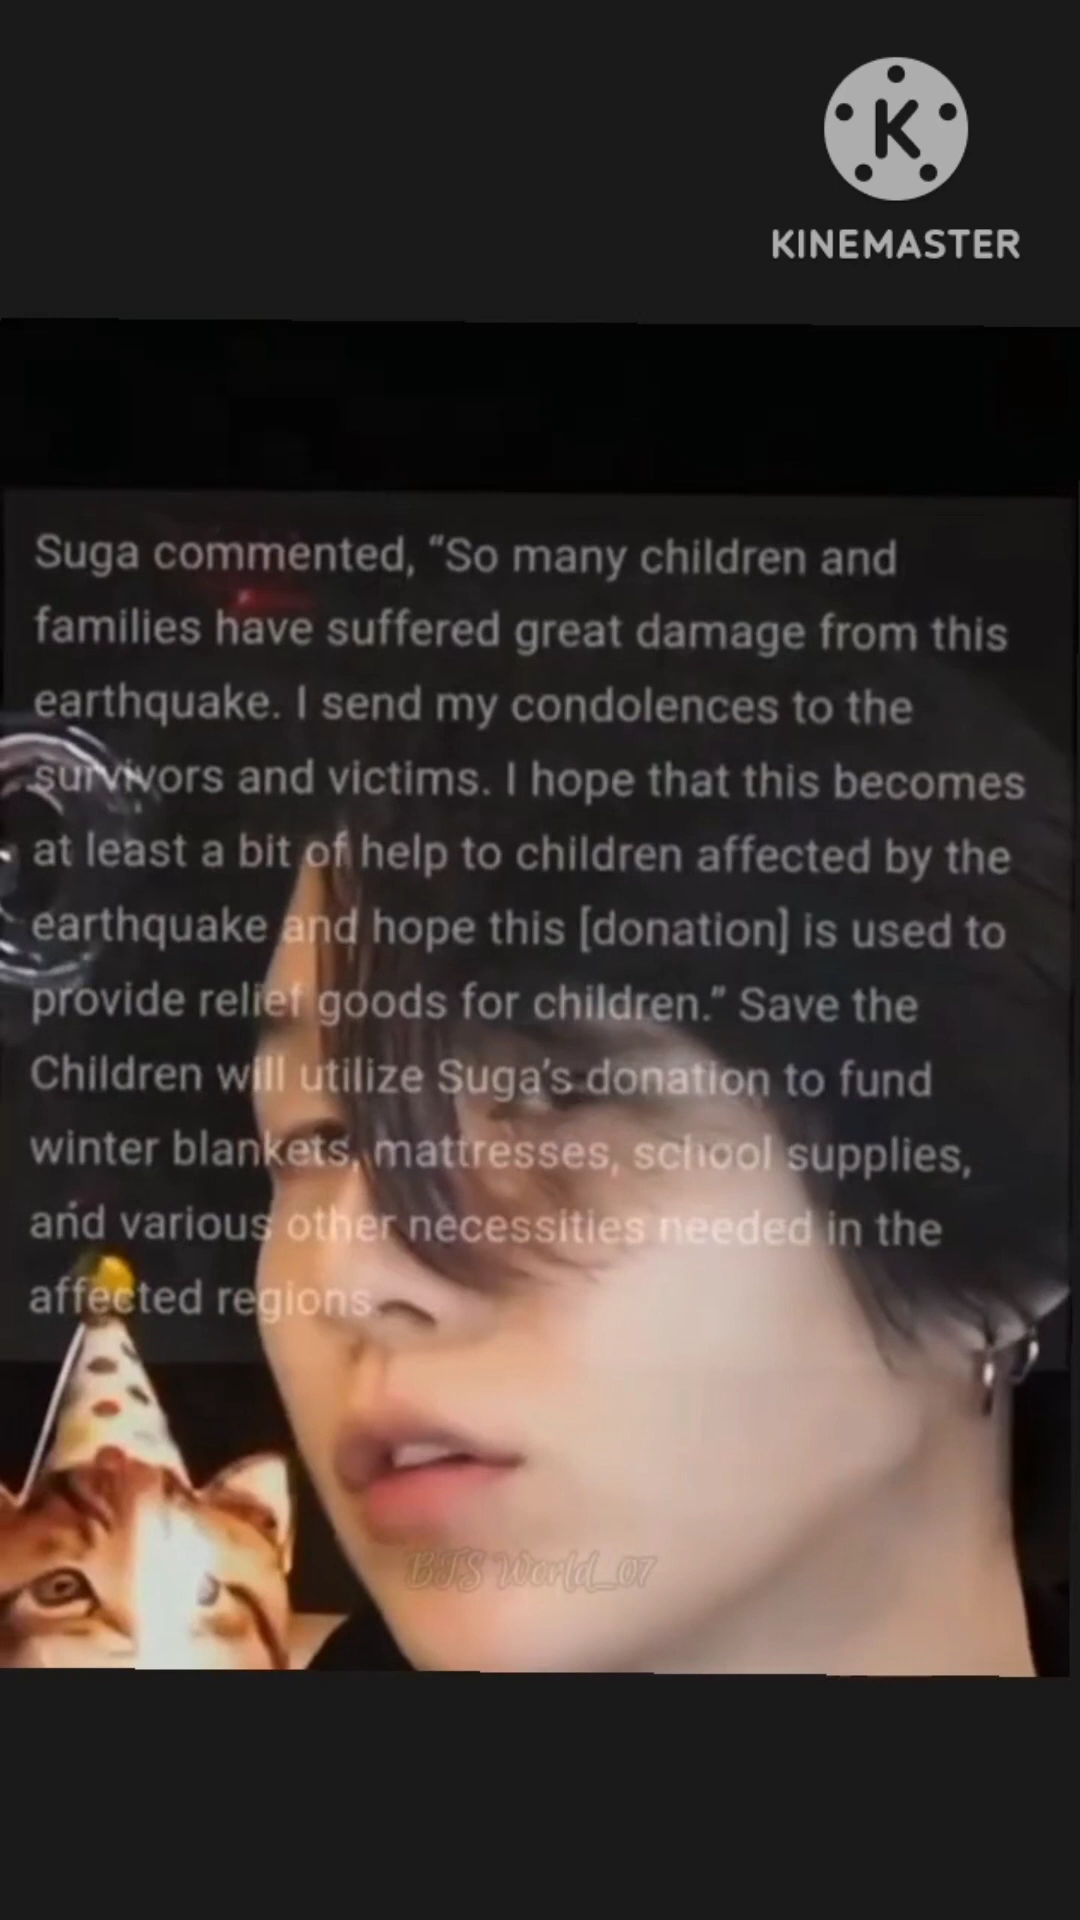 KINEMASTER
Suga commented, “So many children and
families have suffered great damage from this
earthquake. I send my condolences to the
survivors and victims. I hope that this becomes
at least a bit of help to children affected by the
earthquake and hope this [donation] is used to
provide relief goods for children.” Save the
Children will utilize Suga’s donation to fund
winter blankets, mattresses, school supplies,
and various other necessities needed in the
affected regions.
BTS World_07